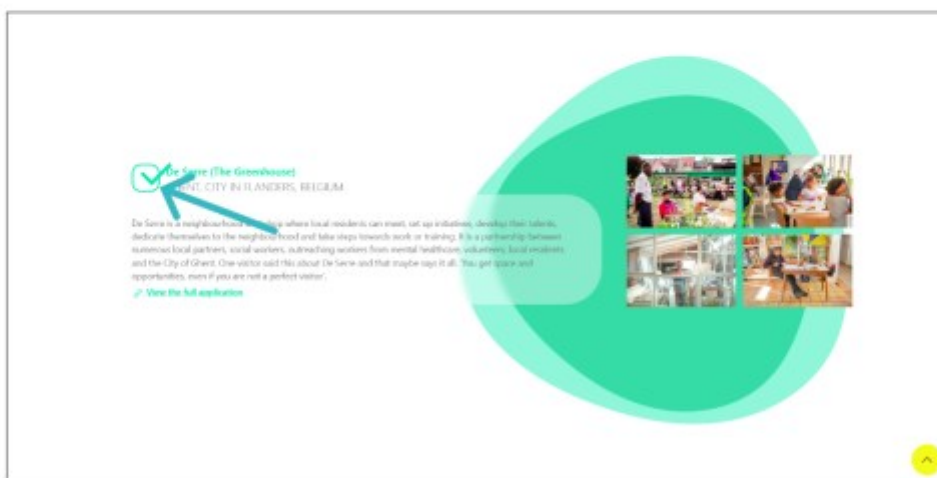 De Serre (The Greenhouse)
CITY IN FLANDERS, BELGIUM
De Serre is a neighbourhood where local residents can meet, set up initiatives, develop their talents,
dedicate themselves to the neighbourhood and take steps towards work or training. It is a partnership between
numerous local partners, social workers, outreaching workers from mental healthcare, volunteers, local residents
and the City of Ghent. One visitor said this about De Serre and that maybe says it all. 'You get space and
opportunities, even if you are not a perfect visitor'.
View the full application